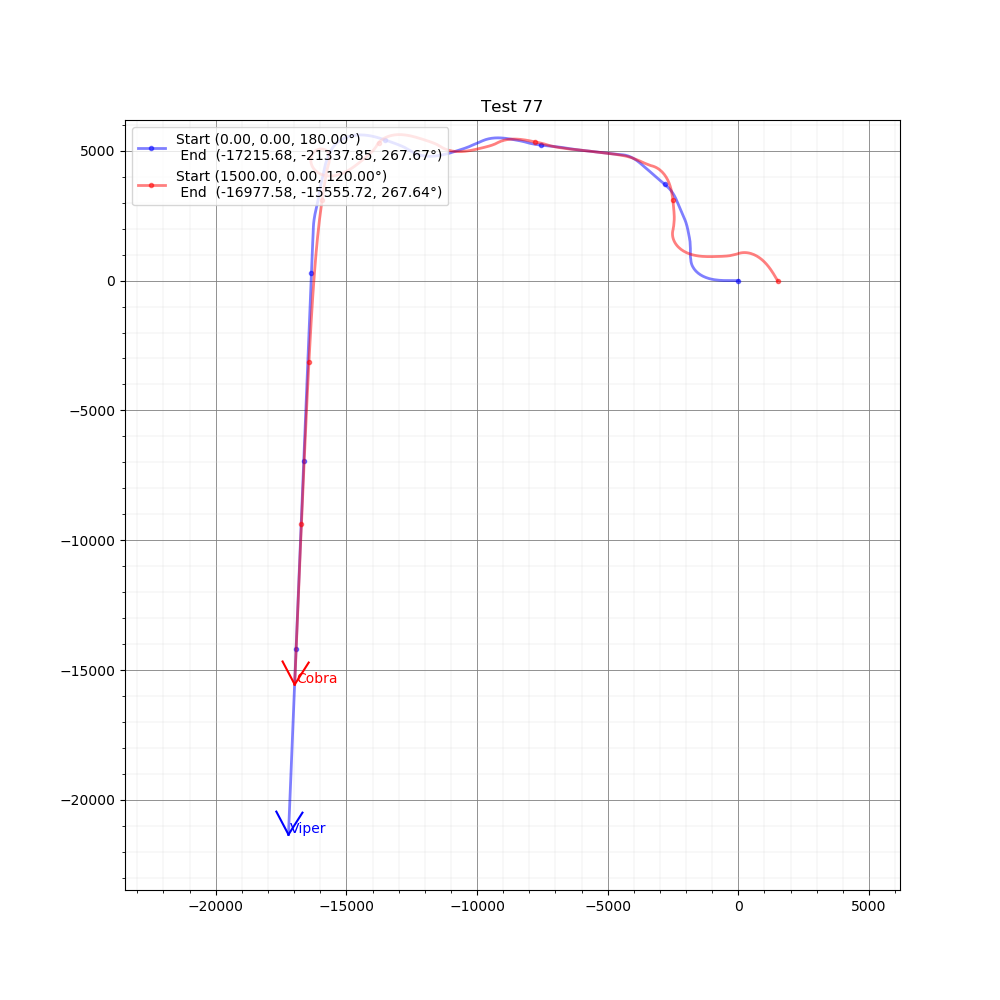 Test 77
Start (0.00, 0.00, 180.00°)
End (-17215.68, -21337.85, 267.67°)
Start (1500.00, 0.00, 120.00°)
End (-16977.58, -15555.72, 267.64°)
5000
0
−5000
−10000
−15000
−20000
Cobra
Viper
−20000 −15000 −10000 −5000 0 5000